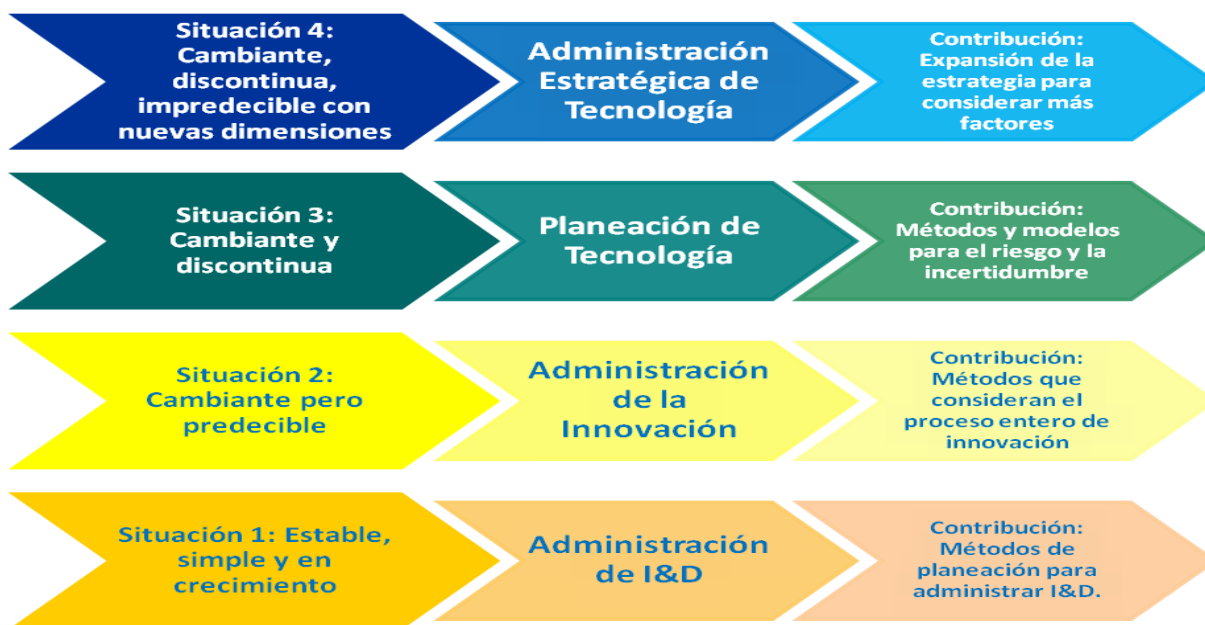 Situación 4:
Cambiante,
discontinua,
impredecible con
nuevas dimensiones
Administración
Estratégica de
Tecnología
Contribución:
Expansión de la
estrategia para
considerar más
factores
Situación 3:
Cambiante y
discontinua
Planeación de
Tecnología
Contribución:
Métodos y modelos
para el riesgo y la
incertidumbre
Situación 2:
Cambiante pero
predecible
Administración
de la
Innovación
Contribución:
Métodos que
consideran el
proceso entero de
innovación
Situación 1: Estable,
simple y en
crecimiento
Administración
de I&D
Contribución:
Métodos de
planeación para
administrar I&D.